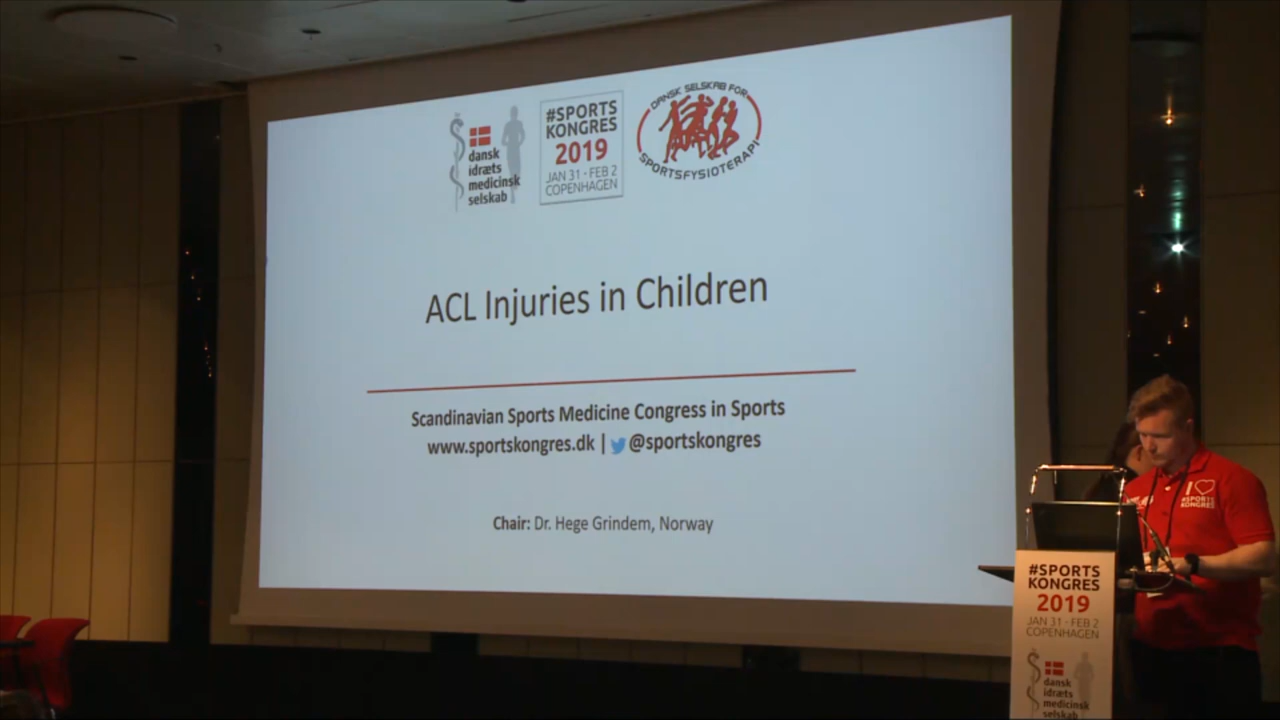 dansk
idræts
medicinsk
selskab
#SPORTS
KONGRES
2019
JAN 31 · FEB 2
COPENHAGEN
DANSK SELSKAB FOR
SPORTSFYSIOTERAPI
ACL Injuries in Children
Scandinavian Sports Medicine Congress in Sports
www.sportskongres.dk | @sportskongres
Chair: Dr. Hege Grindem, Norway
I
#SPORTS
KONGRES
#SPORTS
KONGRES
2019
JAN 31 · FEB 2
COPENHAGEN
dansk
idræts
medicinsk
selskab